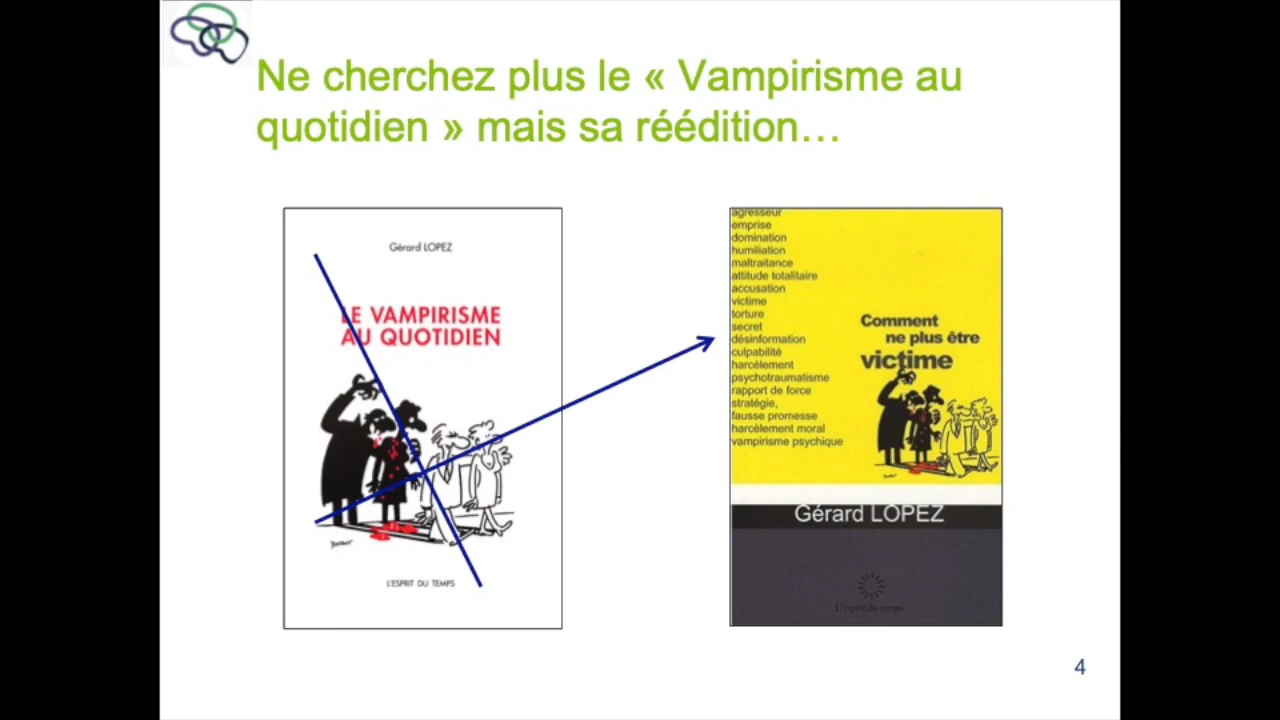 Ne cherchez plus le « Vampirisme au
quotidien » mais sa réédition…
Gérard LOPEZ
LE VAMPIRISME
AU QUOTIDIEN
L'ESPRIT DU TEMPS
agresseur
emprise
domination
humiliation
maltraitance
attitude totalitaire
accusation
victime
torture
secret
désinformation
culpabilité
harcèlement
psychotraumatisme
rapport de force
stratégie,
fausse promesse
harcèlement moral
vampirisme psychique
Comment
ne plus être
victime
Gérard LOPEZ
L'esprit du temps
4